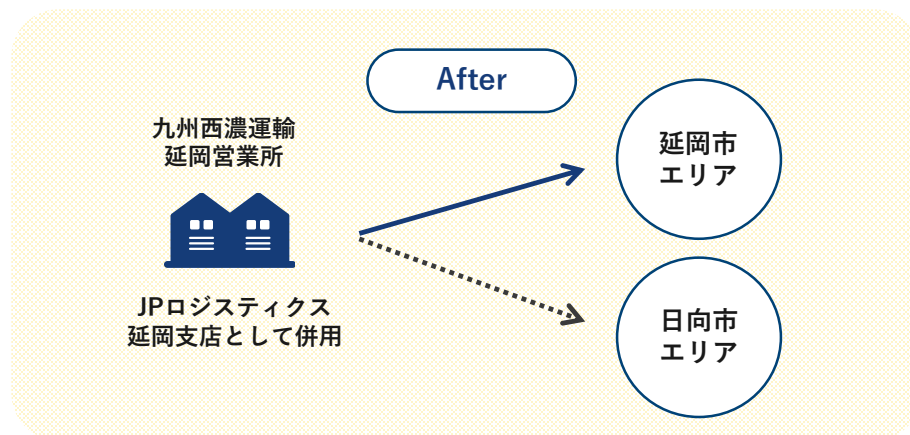 After
九州西濃運輸
延岡営業所
JPロジスティクス
延岡支店として併用
延岡市
エリア
日向市
エリア